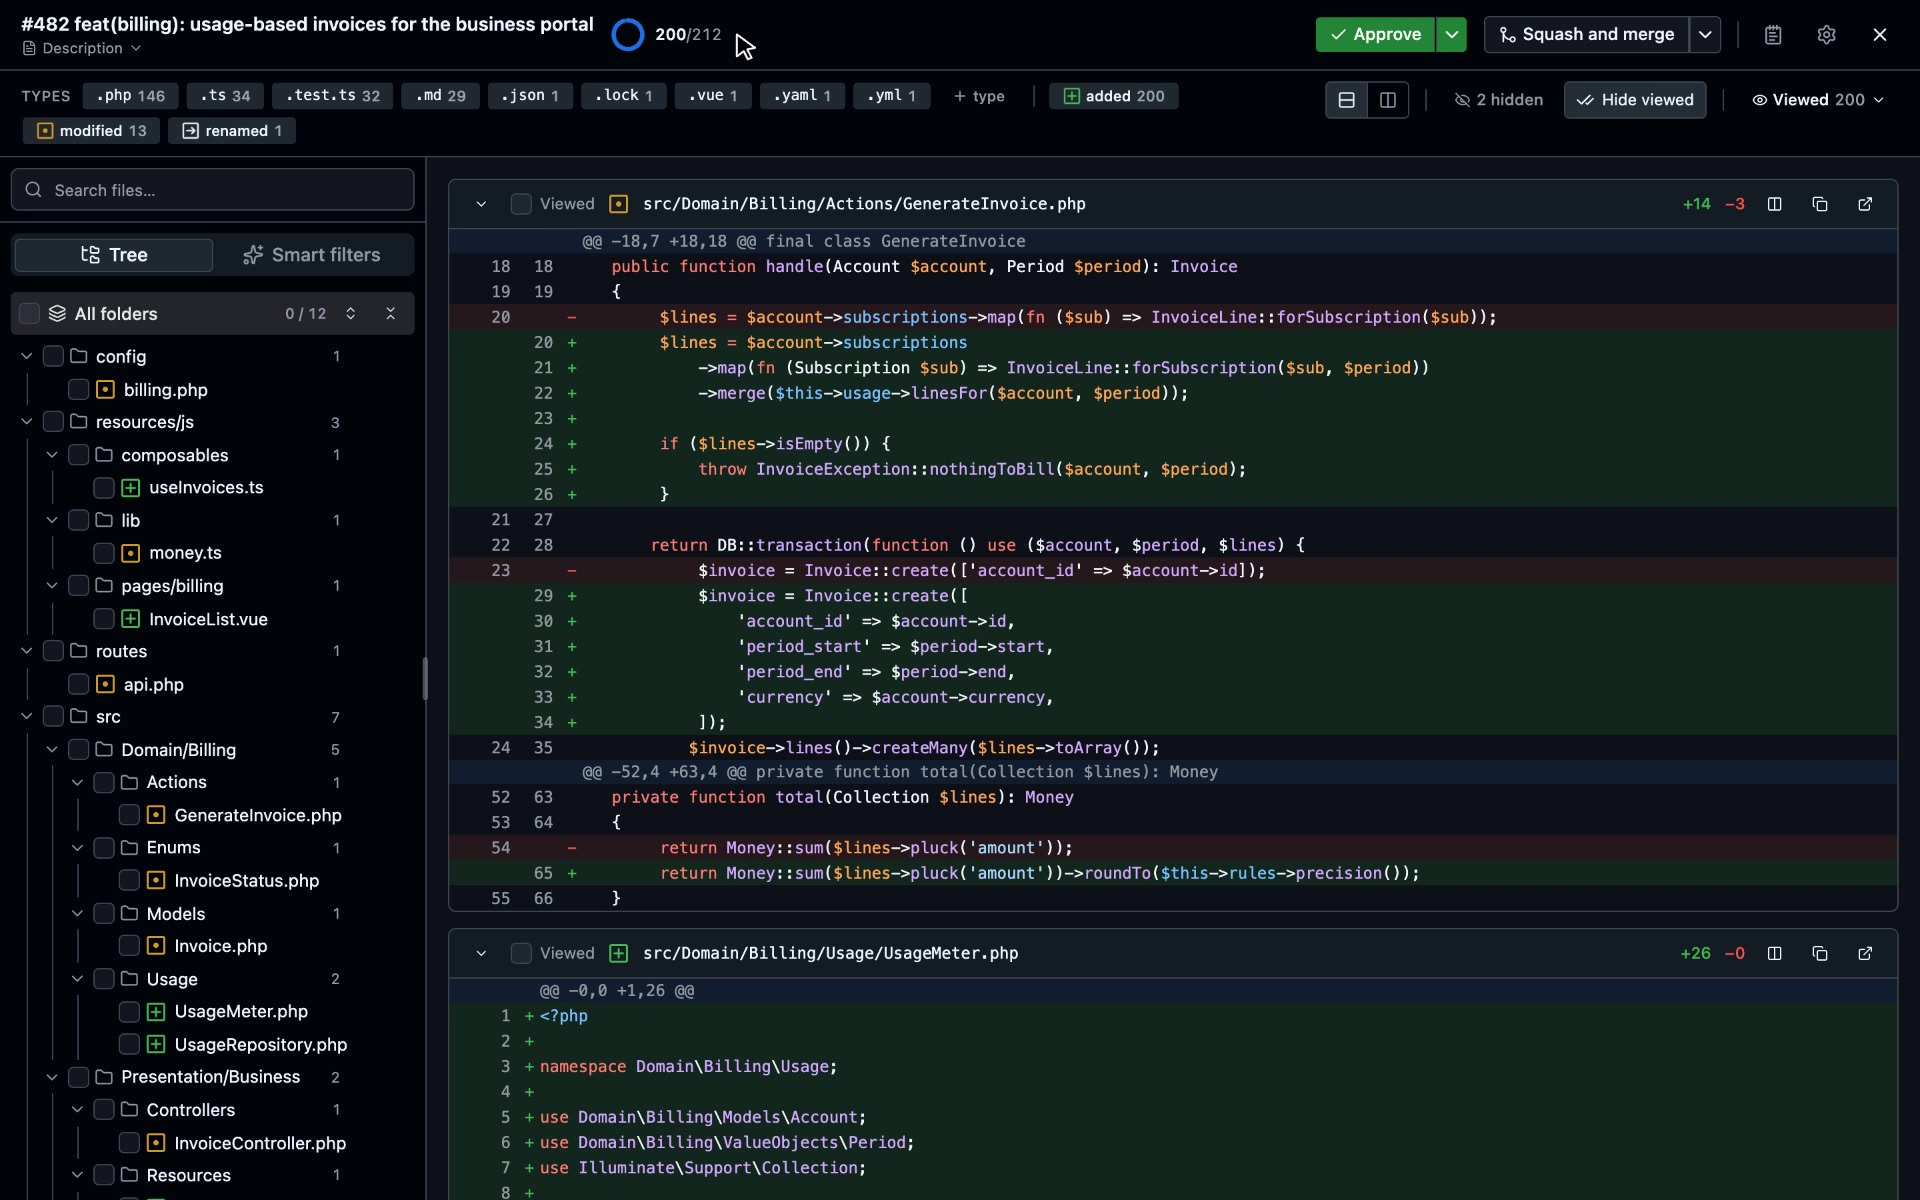 #482 feat(billing): usage-based invoices for the business portal
200/212
Approve
Squash and merge
Description
TYPES
.php 146
.ts 34
.test.ts 32
.md 29
.json 1
.lock 1
.vue 1
.yaml 1
.yml 1
+ type
added 200
2 hidden
Hide viewed
Viewed 200
modified 13
renamed 1
Search files...
Tree
Smart filters
All folders 0 / 12
config 1
billing.php
resources/js 3
composables 1
useInvoices.ts
lib 1
money.ts
pages/billing 1
InvoiceList.vue
routes 1
api.php
src 7
Domain/Billing 5
Actions 1
GenerateInvoice.php
Enums 1
InvoiceStatus.php
Models 1
Invoice.php
Usage 2
UsageMeter.php
UsageRepository.php
Presentation/Business 2
Controllers 1
InvoiceController.php
Resources 1
Viewed src/Domain/Billing/Actions/GenerateInvoice.php +14 −3
@@ −18,7 +18,18 @@ final class GenerateInvoice
18 18 public function handle(Account $account, Period $period): Invoice
19 19 {
20 − $lines = $account->subscriptions->map(fn ($sub) => InvoiceLine::forSubscription($sub));
20 + $lines = $account->subscriptions
21 + ->map(fn (Subscription $sub) => InvoiceLine::forSubscription($sub, $period))
22 + ->merge($this->usage->linesFor($account, $period));
23 +
24 + if ($lines->isEmpty()) {
25 + throw InvoiceException::nothingToBill($account, $period);
26 + }
21 27
22 28 return DB::transaction(function () use ($account, $period, $lines) {
23 − $invoice = Invoice::create(['account_id' => $account->id]);
29 + $invoice = Invoice::create([
30 + 'account_id' => $account->id,
31 + 'period_start' => $period->start,
32 + 'period_end' => $period->end,
33 + 'currency' => $account->currency,
34 + ]);
24 35 $invoice->lines()->createMany($lines->toArray());
@@ −52,4 +63,4 @@ private function total(Collection $lines): Money
52 63 private function total(Collection $lines): Money
53 64 {
54 − return Money::sum($lines->pluck('amount'));
65 + return Money::sum($lines->pluck('amount'))->roundTo($this->rules->precision());
55 66 }
Viewed src/Domain/Billing/Usage/UsageMeter.php +26 −0
@@ −0,0 +1,26 @@
1 + <?php
2 +
3 + namespace Domain\Billing\Usage;
4 +
5 + use Domain\Billing\Models\Account;
6 + use Domain\Billing\ValueObjects\Period;
7 + use Illuminate\Support\Collection;
8 +